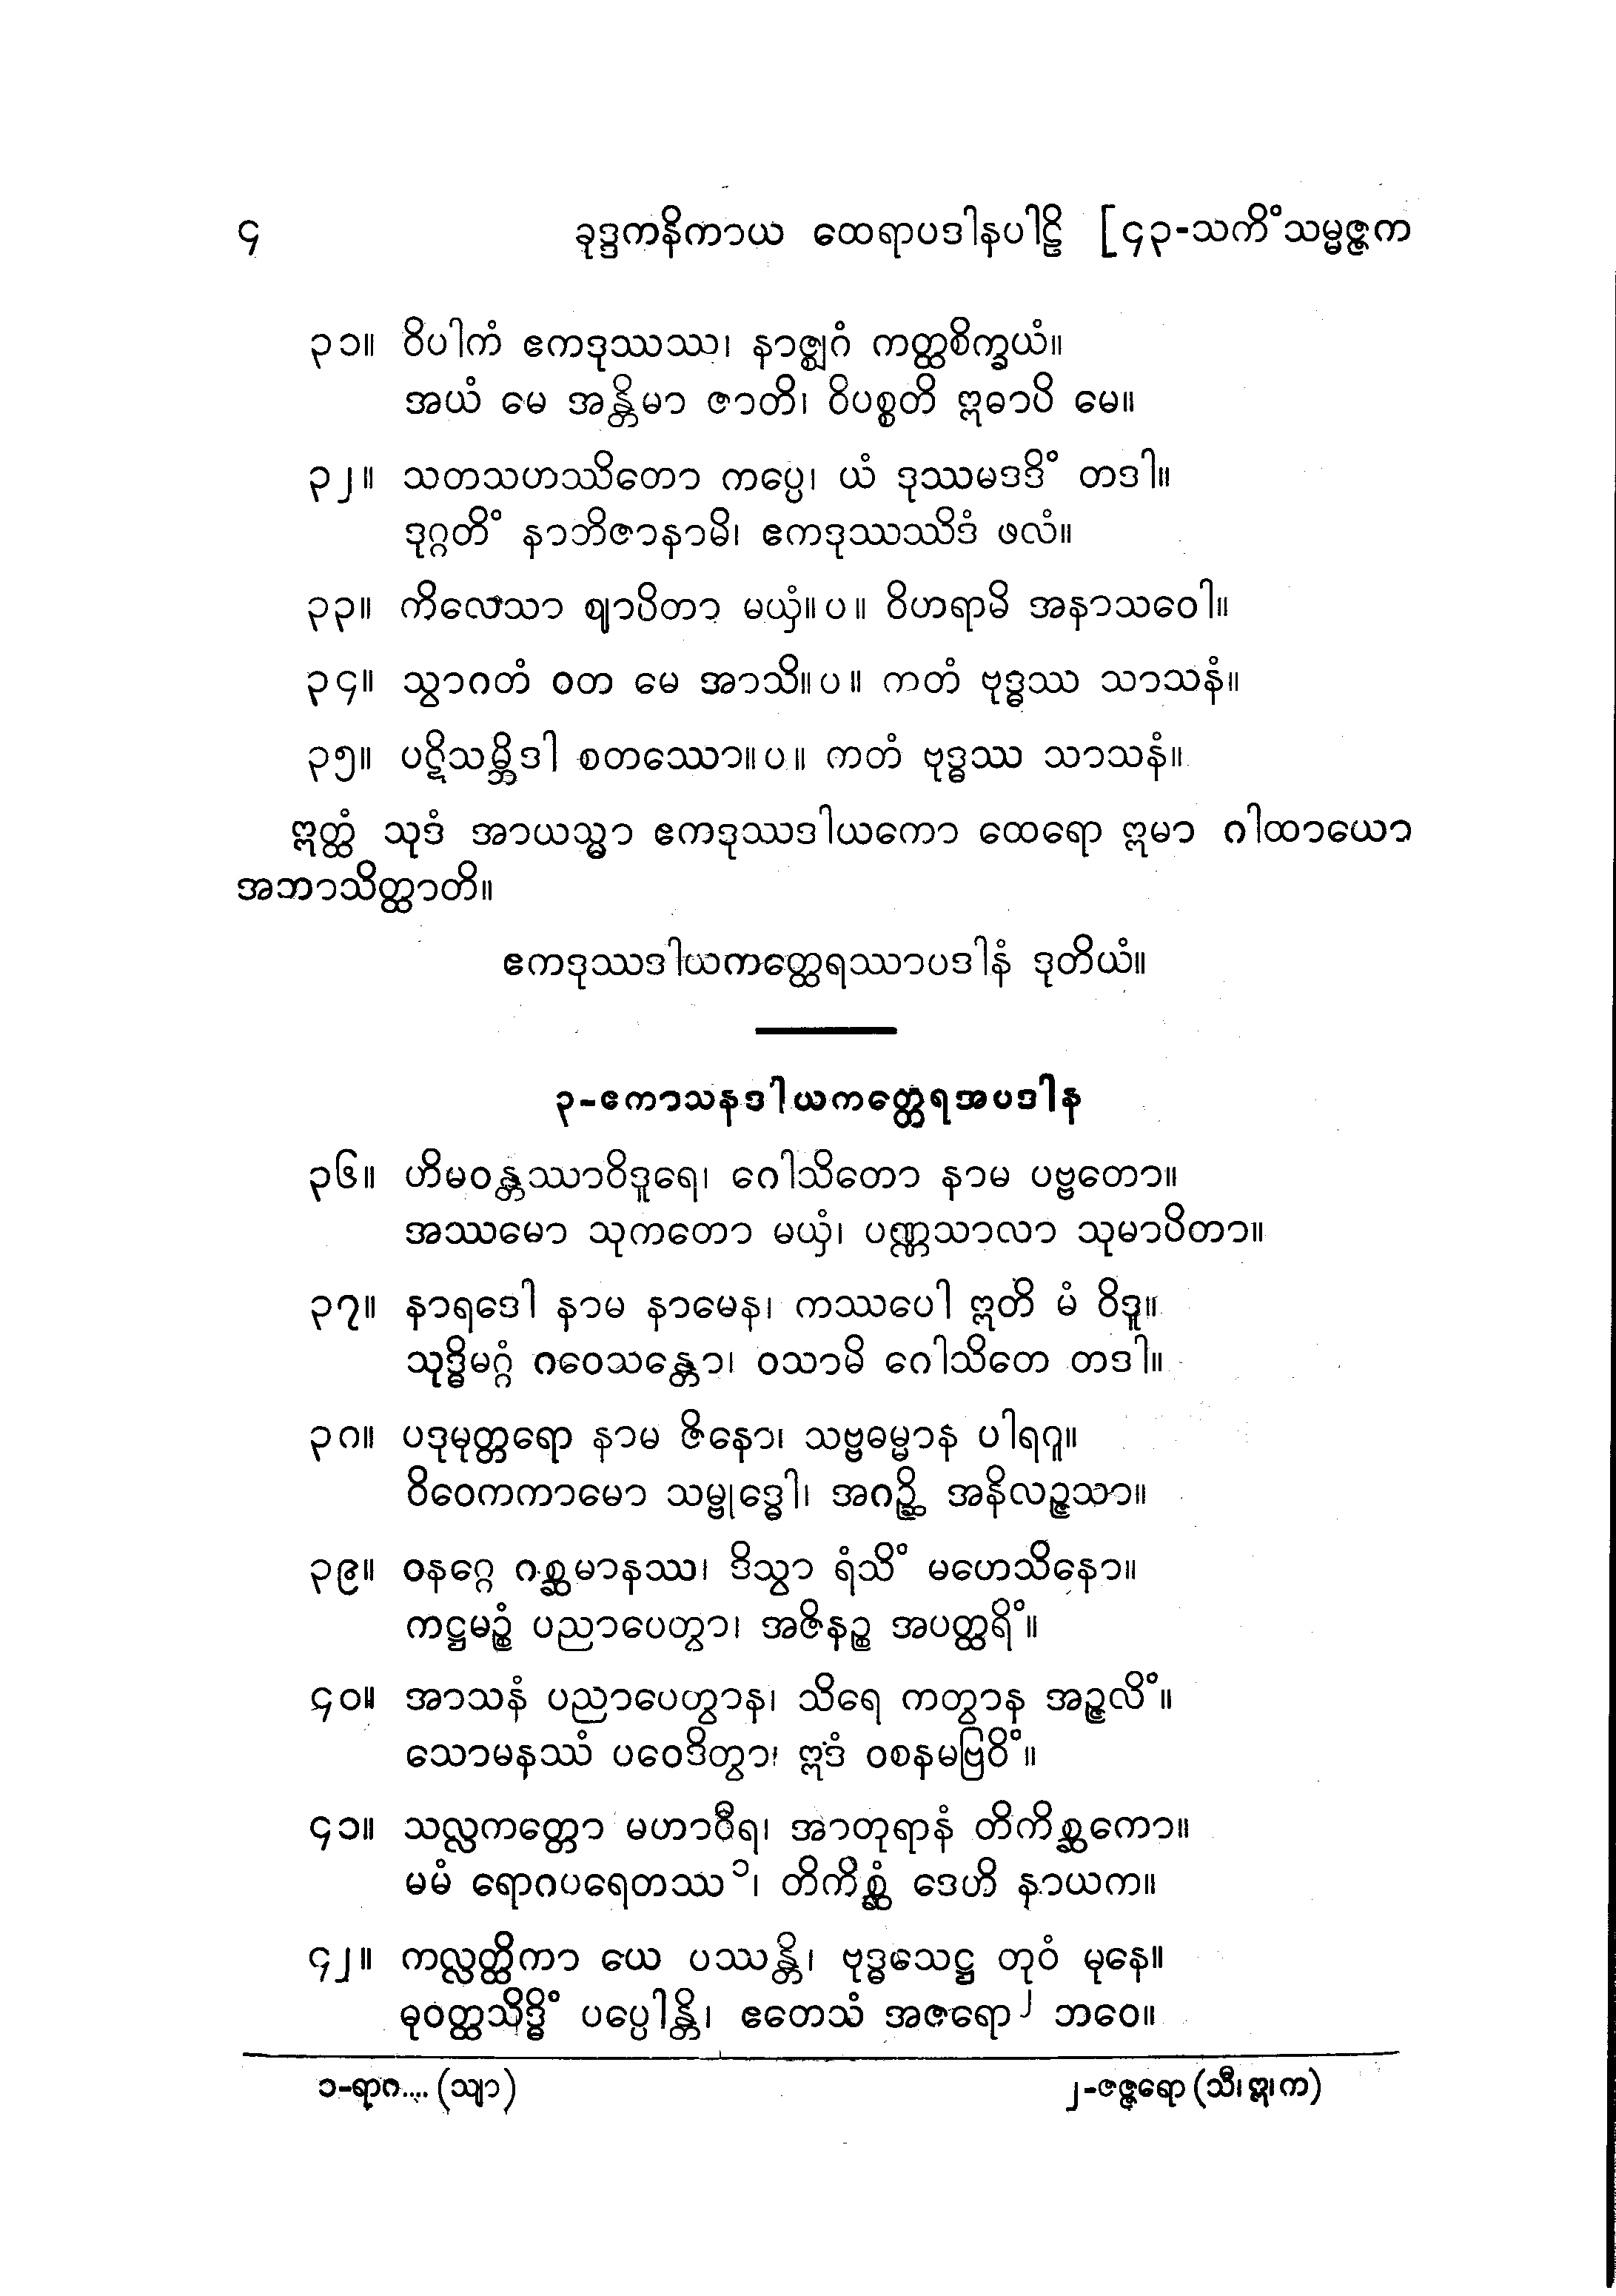 ၄ ခုဒ္ဒကနိကာယ ထေရာပဒါနပါဠိ [၄၃-သကိံသမ္မဇ္ဇက
၃၁။ ဝိပါကံ ဧကဒုဿဿ၊ နာဇ္ဈဂံ ကတ္ထစိက္ခယံ။
အယံ မေ အန္တိမာ ဇာတိ၊ ဝိပစ္စတိ ဣဓာပိ မေ။
၃၂။ သတသဟဿိတော ကပ္ပေ၊ ယံ ဒုဿမဒဒိံ တဒါ။
ဒုဂ္ဂတိံ နာဘိဇာနာမိ၊ ဧကဒုဿဿိဒံ ဖလံ။
၃၃။ ကိလေသာ ဈာပိတာ မယှံ။ပ။ ဝိဟရာမိ အနာသဝေါ။
၃၄။ သွာဂတံ ဝတ မေ အာသိ။ပ။ ကတံ ဗုဒ္ဓဿ သာသနံ။
၃၅။ ပဋိသမ္ဘိဒါ စတဿော။ပ။ ကတံ ဗုဒ္ဓဿ သာသနံ။
ဣတ္ထံ သုဒံ အာယသ္မာ ဧကဒုဿဒါယကော ထေရော ဣမာ ဂါထာယော
အဘာသိတ္ထာတိ။
ဧကဒုဿဒါယကတ္ထေရဿာပဒါနံ ဒုတိယံ။
၃-ဧကာသနဒါယကတ္ထေရအပဒါန
၃၆။ ဟိမဝန္တဿာဝိဒူရေ၊ ဂေါသိတော နာမ ပဗ္ဗတော။
အဿမော သုကတော မယှံ၊ ပဏ္ဏသာလာ သုမာပိတာ။
၃၇။ နာရဒေါ နာမ နာမေန၊ ကဿပေါ ဣတိ မံ ဝိဒူ။
သုဒ္ဓိမဂ္ဂံ ဂဝေသန္တော၊ ဝသာမိ ဂေါသိတေ တဒါ။
၃၈။ ပဒုမုတ္တရော နာမ ဇိနော၊ သဗ္ဗဓမ္မာန ပါရဂူ။
ဝိဝေကကာမော သမ္ဗုဒ္ဓေါ၊ အဂဉ္ဆိ အနိလဉ္ဇသာ။
၃၉။ ဝနဂ္ဂေ ဂစ္ဆမာနဿ၊ ဒိသွာ ရံသိံ မဟေသိနော။
ကဋ္ဌမဉ္စံ ပညာပေတွာ၊ အဇိနဉ္စ အပတ္ထရိံ။
၄၀။ အာသနံ ပညာပေတွာန၊ သိရေ ကတွာန အဉ္ဇလိံ။
သောမနဿံ ပဝေဒိတွာ၊ ဣဒံ ဝစနမဗြဝိံ။
၄၁။ သလ္လကတ္တော မဟာဝီရ၊ အာတုရာနံ တိကိစ္ဆကော။
မမံ ရောဂပရေတဿ ၁၊ တိကိစ္ဆံ ဒေဟိ နာယက။
၄၂။ ကလ္လတ္ထိကာ ယေ ပဿန္တိ၊ ဗုဒ္ဓသေဋ္ဌ တုဝံ မုနေ။
ဓုဝတ္ထသိဒ္ဓိံ ပပ္ပေါန္တိ၊ ဧတေသံ အဇရော ၂ ဘဝေ။
၁-ရာဂ.... (သျာ) ၂-ဇဇ္ဇရော (သီ၊ ဣ၊ က)